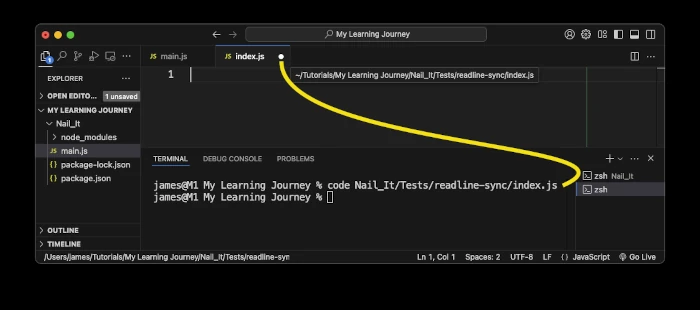 My Learning Journey
main.js
index.js
EXPLORER
1
~/Tutorials/My Learning Journey/Nail_It/Tests/readline-sync/index.js
OPEN EDITO... 1 unsaved
MY LEARNING JOURNEY
Nail_It
node_modules
main.js
package-lock.json
package.json
TERMINAL DEBUG CONSOLE PROBLEMS
james@M1 My Learning Journey % code Nail_It/Tests/readline-sync/index.js
james@M1 My Learning Journey %
zsh Nail_It
zsh
OUTLINE
TIMELINE
/Users/james/Tutorials/My Learning Journey/Nail_It/Tests/readline-syn
Ln 1, Col 1 Spaces: 2 UTF-8 LF {} JavaScript Go Live